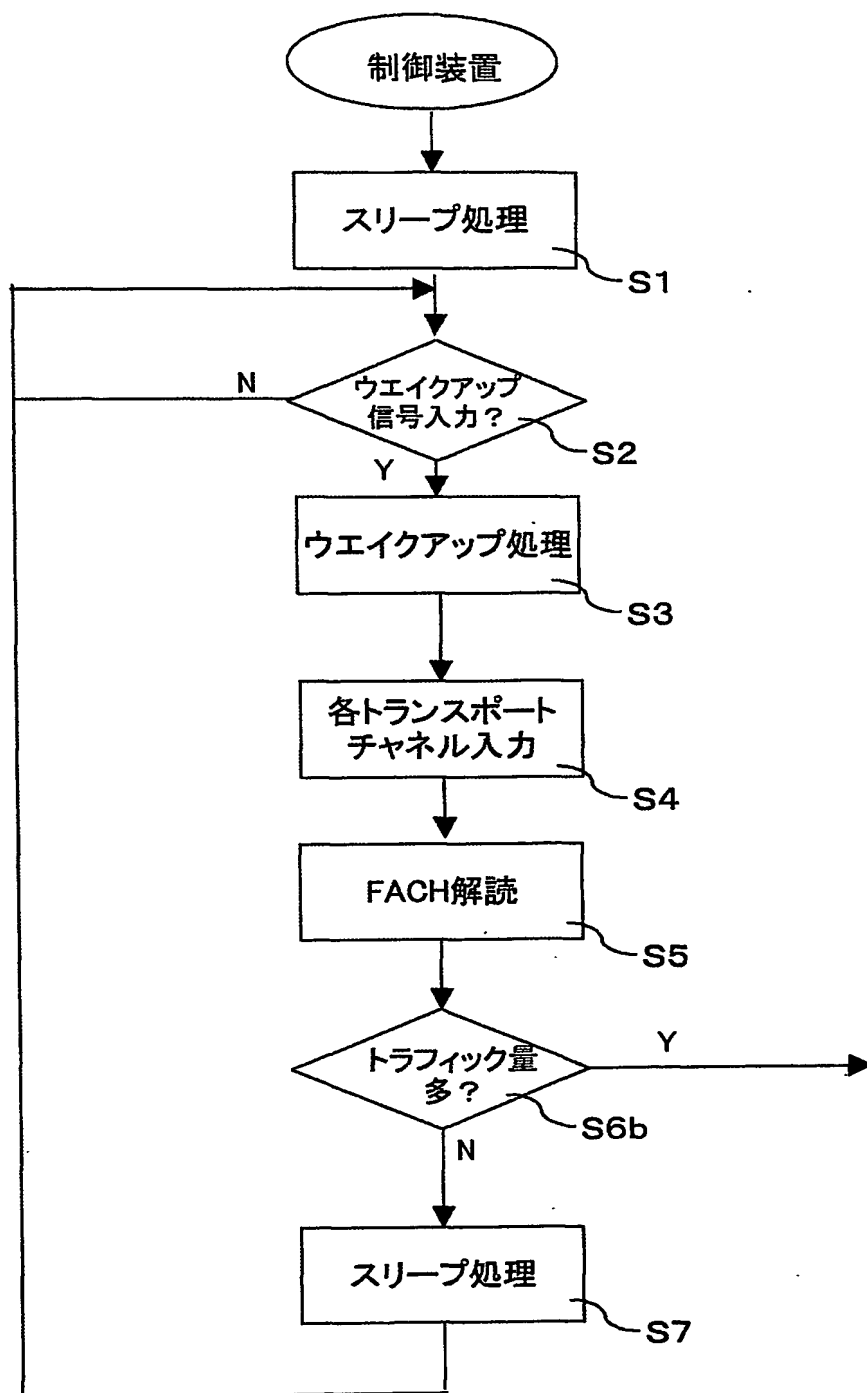 制御装置
スリープ処理
S1
N
ウエイクアップ
信号入力?
S2
Y
ウエイクアップ処理
S3
各トランスポート
チャネル入力
S4
FACH解読
S5
トラフィック量
多?
Y
S6b
N
スリープ処理
S7